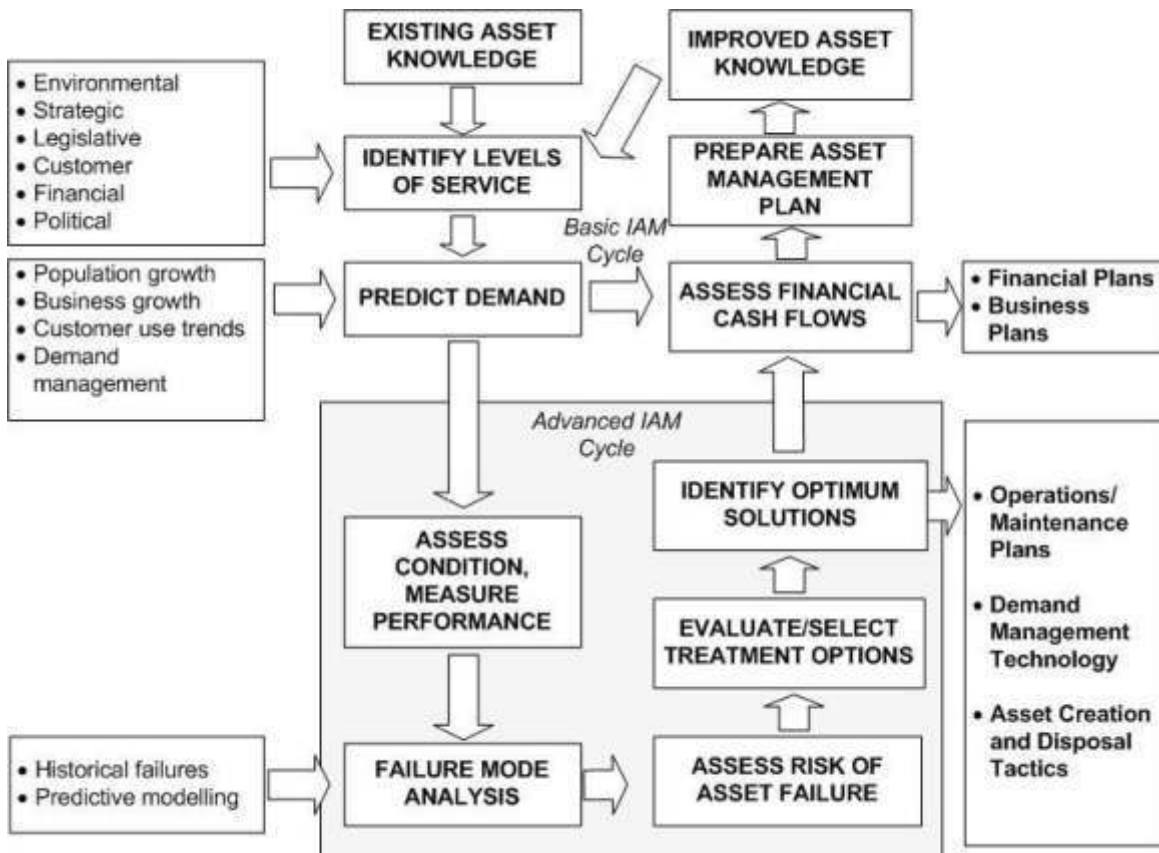 EXISTING ASSET
KNOWLEDGE
IMPROVED ASSET
KNOWLEDGE
• Environmental
• Strategic
• Legislative
• Customer
• Financial
• Political
IDENTIFY LEVELS
OF SERVICE
PREPARE ASSET
MANAGEMENT
PLAN
Basic IAM
Cycle
• Population growth
• Business growth
• Customer use trends
• Demand
management
PREDICT DEMAND
ASSESS FINANCIAL
CASH FLOWS
• Financial Plans
• Business
Plans
Advanced IAM
Cycle
IDENTIFY OPTIMUM
SOLUTIONS
ASSESS
CONDITION,
MEASURE
PERFORMANCE
EVALUATE/SELECT
TREATMENT OPTIONS
• Operations/
Maintenance
Plans
• Demand
Management
Technology
• Asset Creation
and Disposal
Tactics
• Historical failures
• Predictive modelling
FAILURE MODE
ANALYSIS
ASSESS RISK OF
ASSET FAILURE